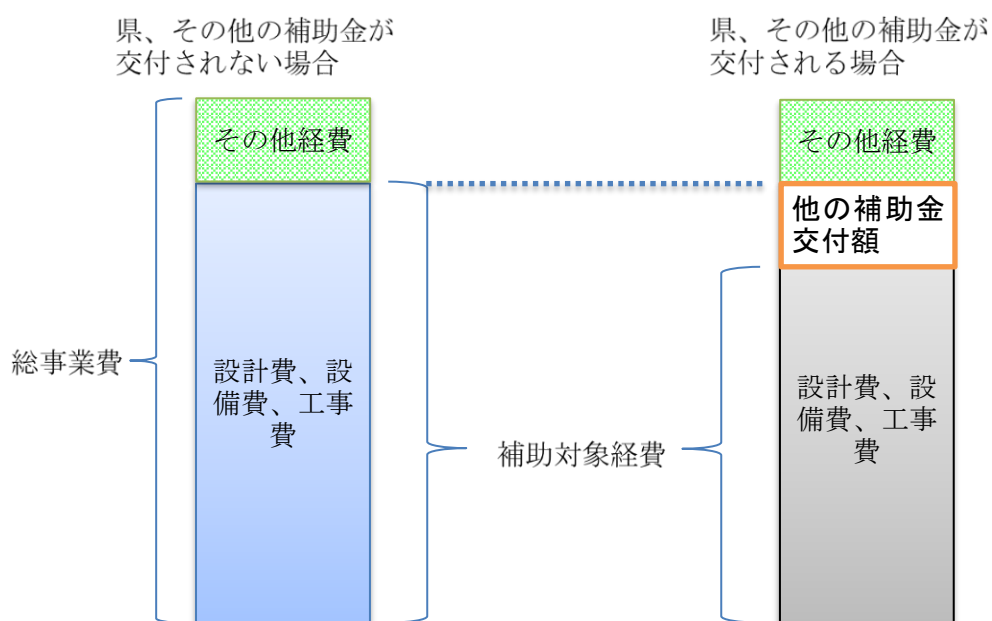 県、その他の補助金が
交付されない場合
県、その他の補助金が
交付される場合
その他経費
その他経費
他の補助金
交付額
総事業費
設計費、設
備費、工事
費
設計費、設
備費、工事
費
補助対象経費